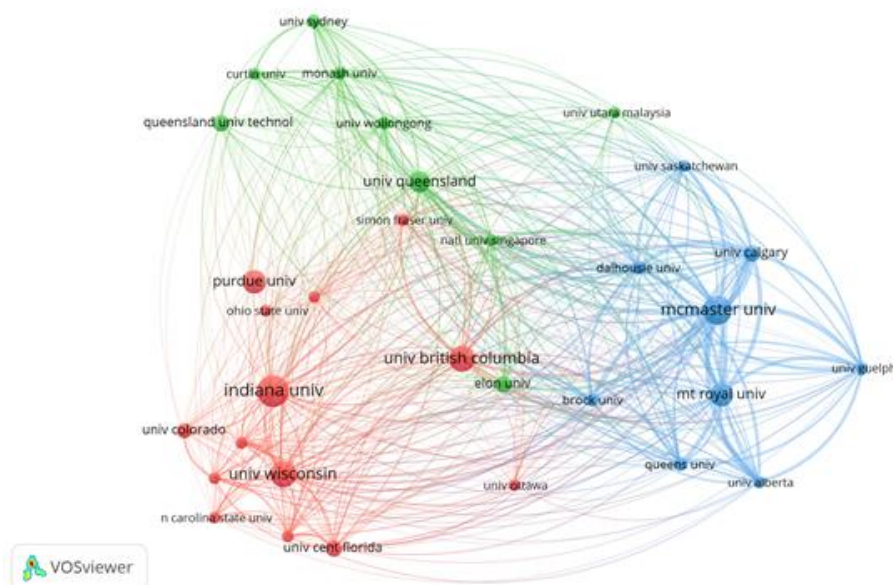 univ sydney
curtin univ
monash univ
queensland univ technol
univ wollongong
univ utara malaysia
univ saskatchewan
univ queensland
simon fraser univ
natl univ singapore
univ calgary
dalhousie univ
purdue univ
ohio state univ
mcmaster univ
univ british columbia
univ guelph
elon univ
indiana univ
mt royal univ
brock univ
univ colorado
univ wisconsin
queens univ
univ alberta
univ ottawa
n carolina state univ
univ cent florida
VOSviewer